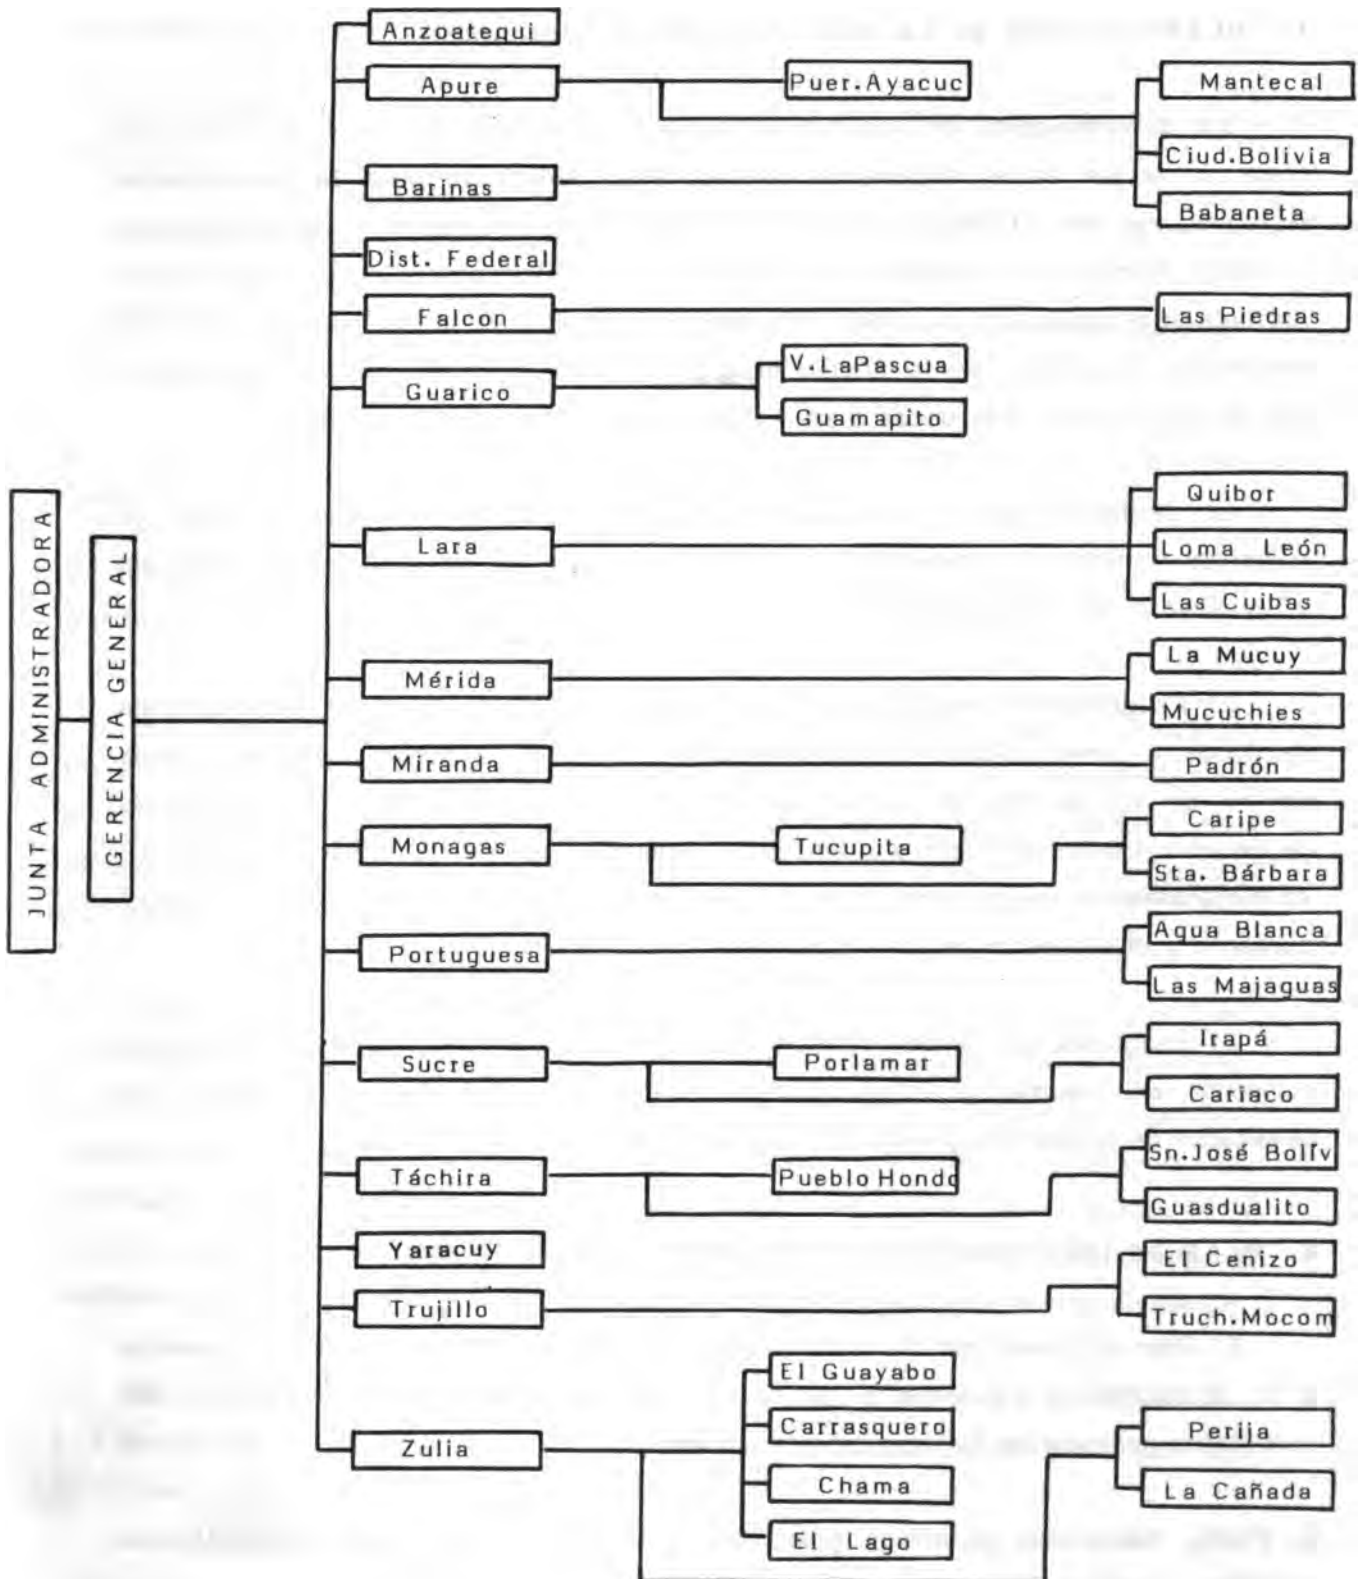 JUNTA ADMINISTRADORA
GERENCIA GENERAL
Anzoategui
Apure
Puer.Ayacuc
Mantecal
Ciud.Bolivia
Barinas
Babaneta
Dist. Federal
Falcon
Las Piedras
Guarico
V.LaPascua
Guamapito
Lara
Quibor
Loma León
Las Cuibas
Mérida
La Mucuy
Mucuchies
Miranda
Padrón
Monagas
Tucupita
Caripe
Sta. Bárbara
Portuguesa
Agua Blanca
Las Majaguas
Sucre
Porlamar
Irapá
Cariaco
Táchira
Pueblo Hondo
Sn.José Bolív
Guasdualito
Yaracuy
Trujillo
El Cenizo
Truch.Mocom
Zulia
El Guayabo
Carrasquero
Chama
El Lago
Perija
La Cañada